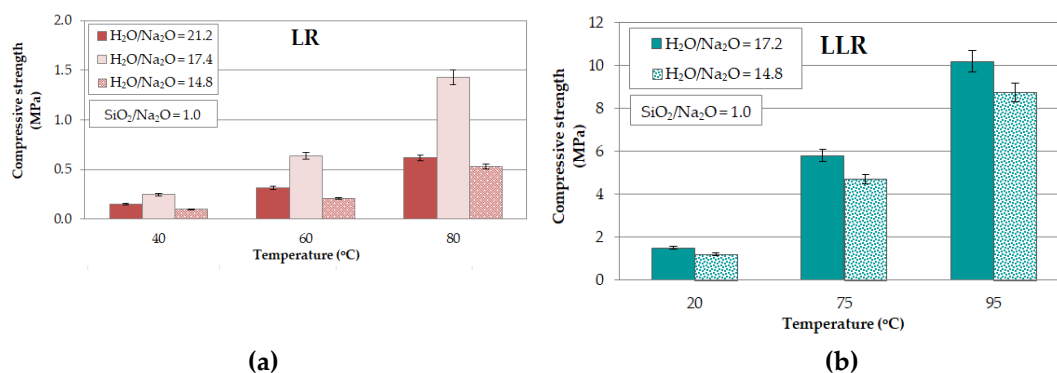 LR
H₂O/Na₂O = 21.2
H₂O/Na₂O = 17.4
H₂O/Na₂O = 14.8
SiO₂/Na₂O = 1.0
Compressive strength
(MPa)
2.0
1.5
1.0
0.5
0.0
40 60 80
Temperature (°C)
(a)
LLR
H₂O/Na₂O = 17.2
H₂O/Na₂O = 14.8
SiO₂/Na₂O = 1.0
Compressive strength
(MPa)
12
10
8
6
4
2
0
20 75 95
Temperature (°C)
(b)